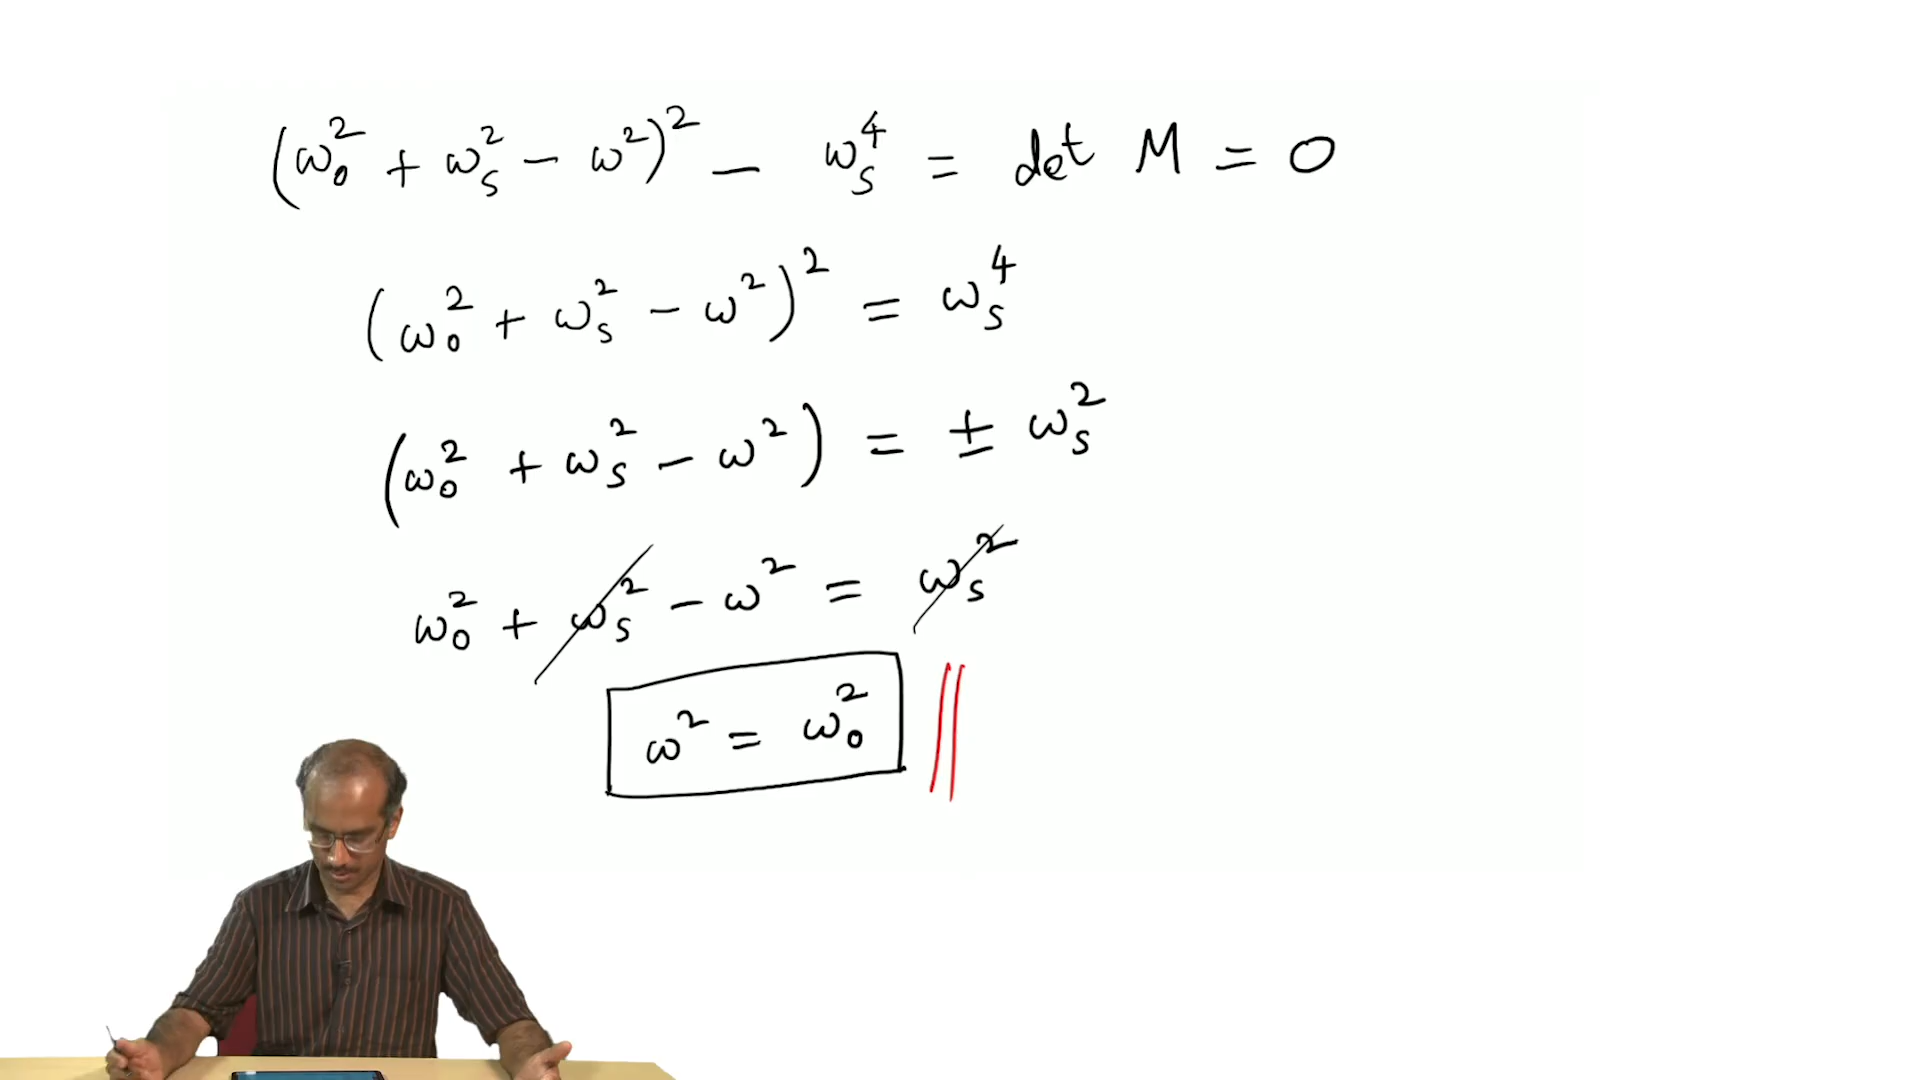 (ω₀² + ωₛ² − ω²)² − ωₛ⁴ = det M = 0
(ω₀² + ωₛ² − ω²)² = ωₛ⁴
(ω₀² + ωₛ² − ω²) = ± ωₛ²
ω₀² + ωₛ² − ω² = ωₛ²
ω² = ω₀²